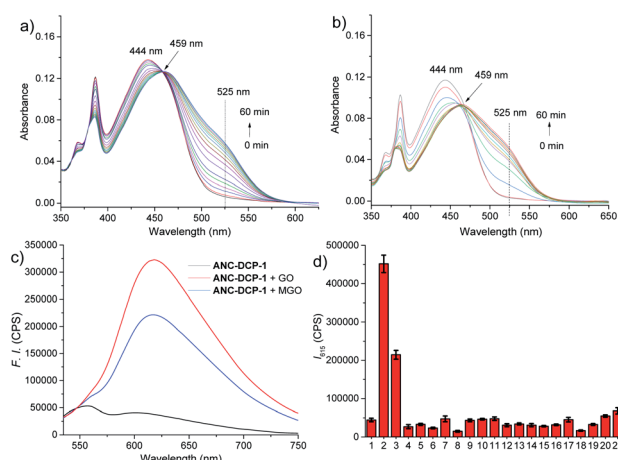 a)
444 nm
459 nm
525 nm
60 min
0 min
Absorbance
0.16
0.12
0.08
0.04
0.00
350 400 450 500 550 600
Wavelength (nm)
b)
444 nm
459 nm
525 nm
60 min
0 min
Absorbance
0.16
0.12
0.08
0.04
0.00
350 400 450 500 550 600 650
Wavelength (nm)
c)
ANC-DCP-1
ANC-DCP-1 + GO
ANC-DCP-1 + MGO
F. I. (CPS)
350000
300000
250000
200000
150000
100000
50000
0
550 600 650 700 750
Wavelength (nm)
d)
I615 (CPS)
500000
400000
300000
200000
100000
0
1 2 3 4 5 6 7 8 9 10 11 12 13 14 15 16 17 18 19 20